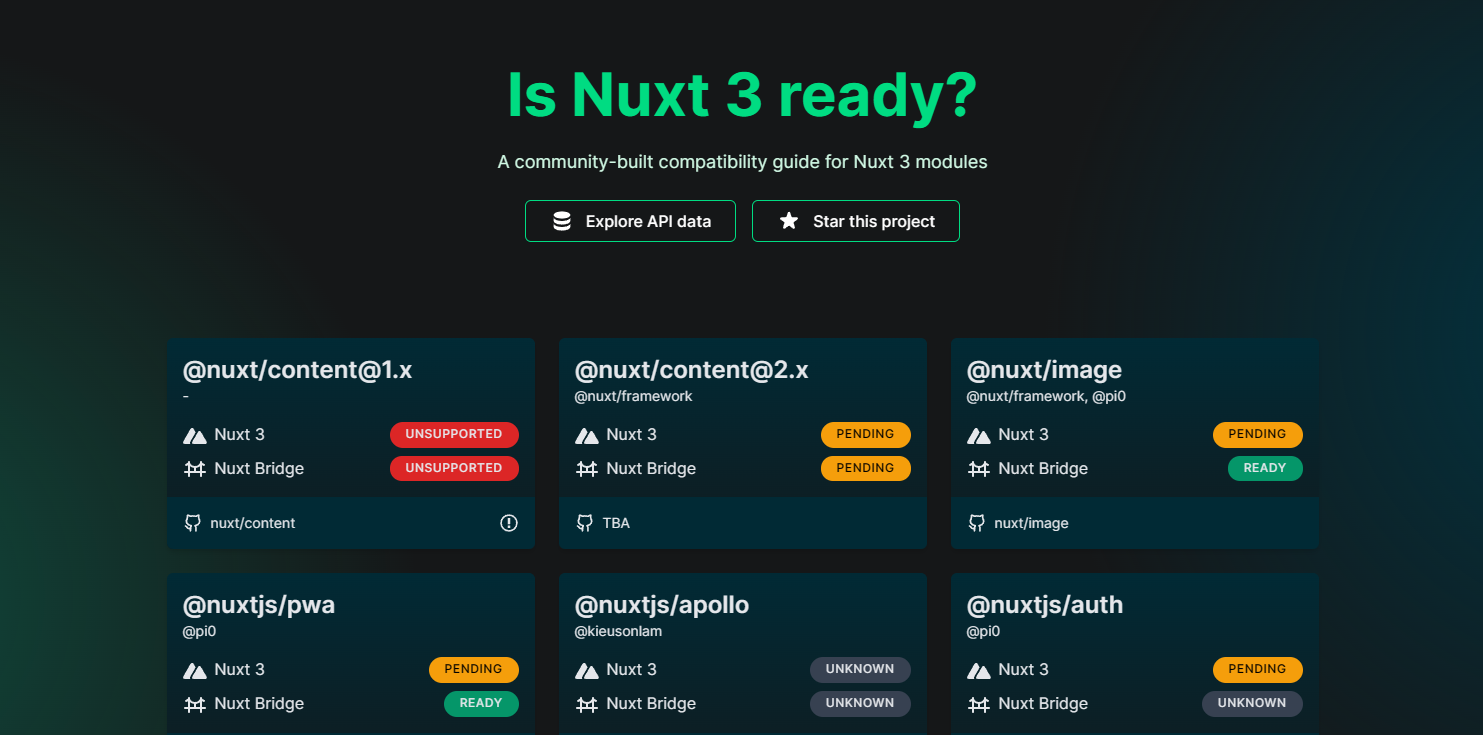 Is Nuxt 3 ready?
A community-built compatibility guide for Nuxt 3 modules
Explore API data
Star this project
@nuxt/content@1.x
-
Nuxt 3 UNSUPPORTED
Nuxt Bridge UNSUPPORTED
nuxt/content
@nuxt/content@2.x
@nuxt/framework
Nuxt 3 PENDING
Nuxt Bridge PENDING
TBA
@nuxt/image
@nuxt/framework, @pi0
Nuxt 3 PENDING
Nuxt Bridge READY
nuxt/image
@nuxtjs/pwa
@pi0
Nuxt 3 PENDING
Nuxt Bridge READY
@nuxtjs/apollo
@kieusonlam
Nuxt 3 UNKNOWN
Nuxt Bridge UNKNOWN
@nuxtjs/auth
@pi0
Nuxt 3 PENDING
Nuxt Bridge UNKNOWN